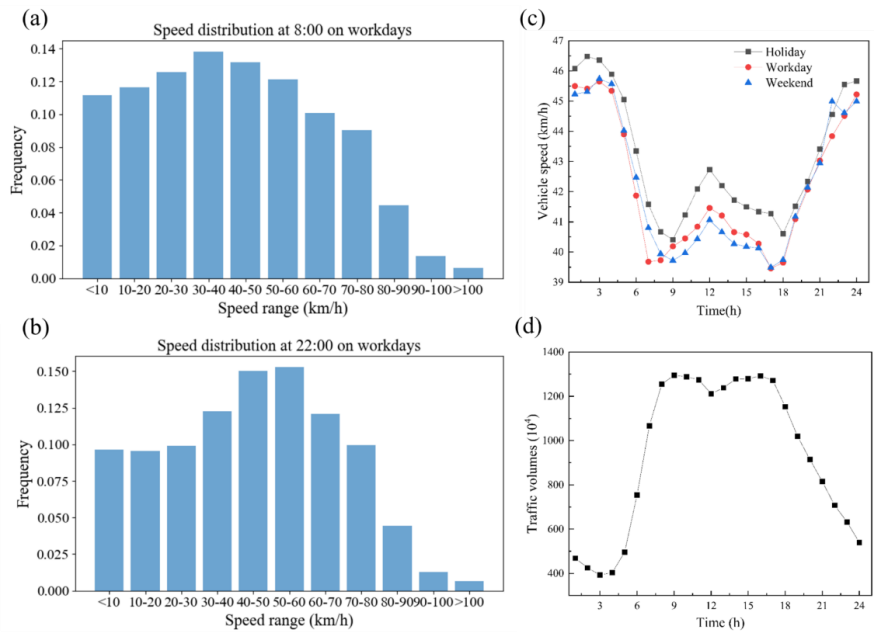 (a)
Speed distribution at 8:00 on workdays
Frequency
0.14
0.12
0.10
0.08
0.06
0.04
0.02
0.00
<10 10-20 20-30 30-40 40-50 50-60 60-70 70-80 80-90 90-100 >100
Speed range (km/h)
(b)
Speed distribution at 22:00 on workdays
Frequency
0.150
0.125
0.100
0.075
0.050
0.025
0.000
<10 10-20 20-30 30-40 40-50 50-60 60-70 70-80 80-90 90-100 >100
Speed range (km/h)
(c)
Holiday
Workday
Weekend
Vehicle speed (km/h)
47
46
45
44
43
42
41
40
39
3 6 9 12 15 18 21 24
Time(h)
(d)
Traffic volumes (10⁴)
1400
1200
1000
800
600
400
3 6 9 12 15 18 21 24
Time (h)